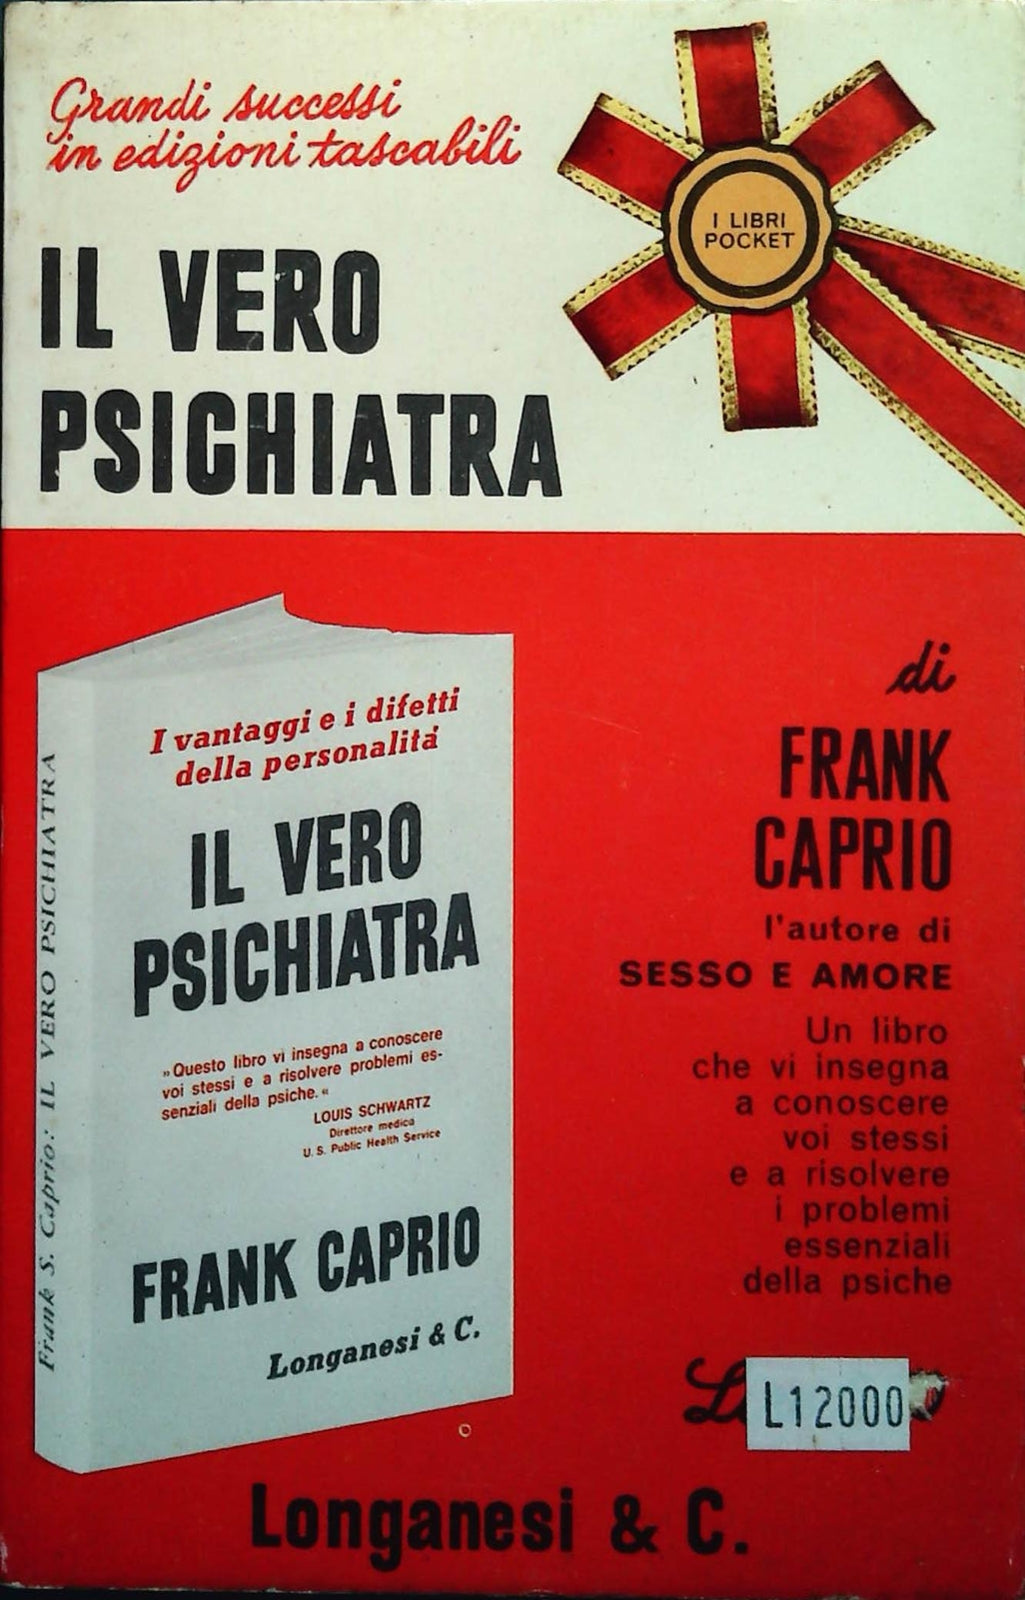 Grandi successi
in edizioni tascabili
I LIBRI
POCKET
IL VERO
PSICHIATRA
di
FRANK
CAPRIO
l'autore di
SESSO E AMORE
Un libro
che vi insegna
a conoscere
voi stessi
e a risolvere
i problemi
essenziali
della psiche
I vantaggi e i difetti
della personalità
IL VERO
PSICHIATRA
„Questo libro vi insegna a conoscere
voi stessi e a risolvere problemi es-
senziali della psiche.“
LOUIS SCHWARTZ
Direttore medico
U. S. Public Health Service
FRANK CAPRIO
Longanesi & C.
Frank S. Caprio: IL VERO PSICHIATRA
L12000
Longanesi & C.